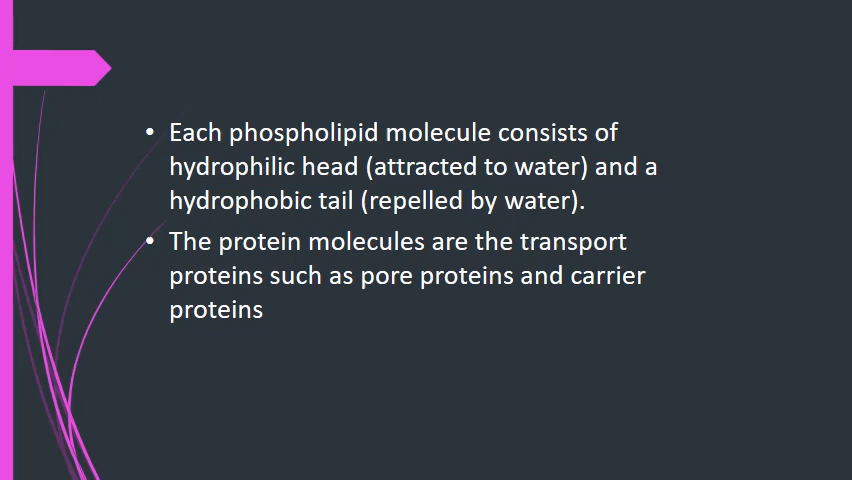 • Each phospholipid molecule consists of
hydrophilic head (attracted to water) and a
hydrophobic tail (repelled by water).
• The protein molecules are the transport
proteins such as pore proteins and carrier
proteins